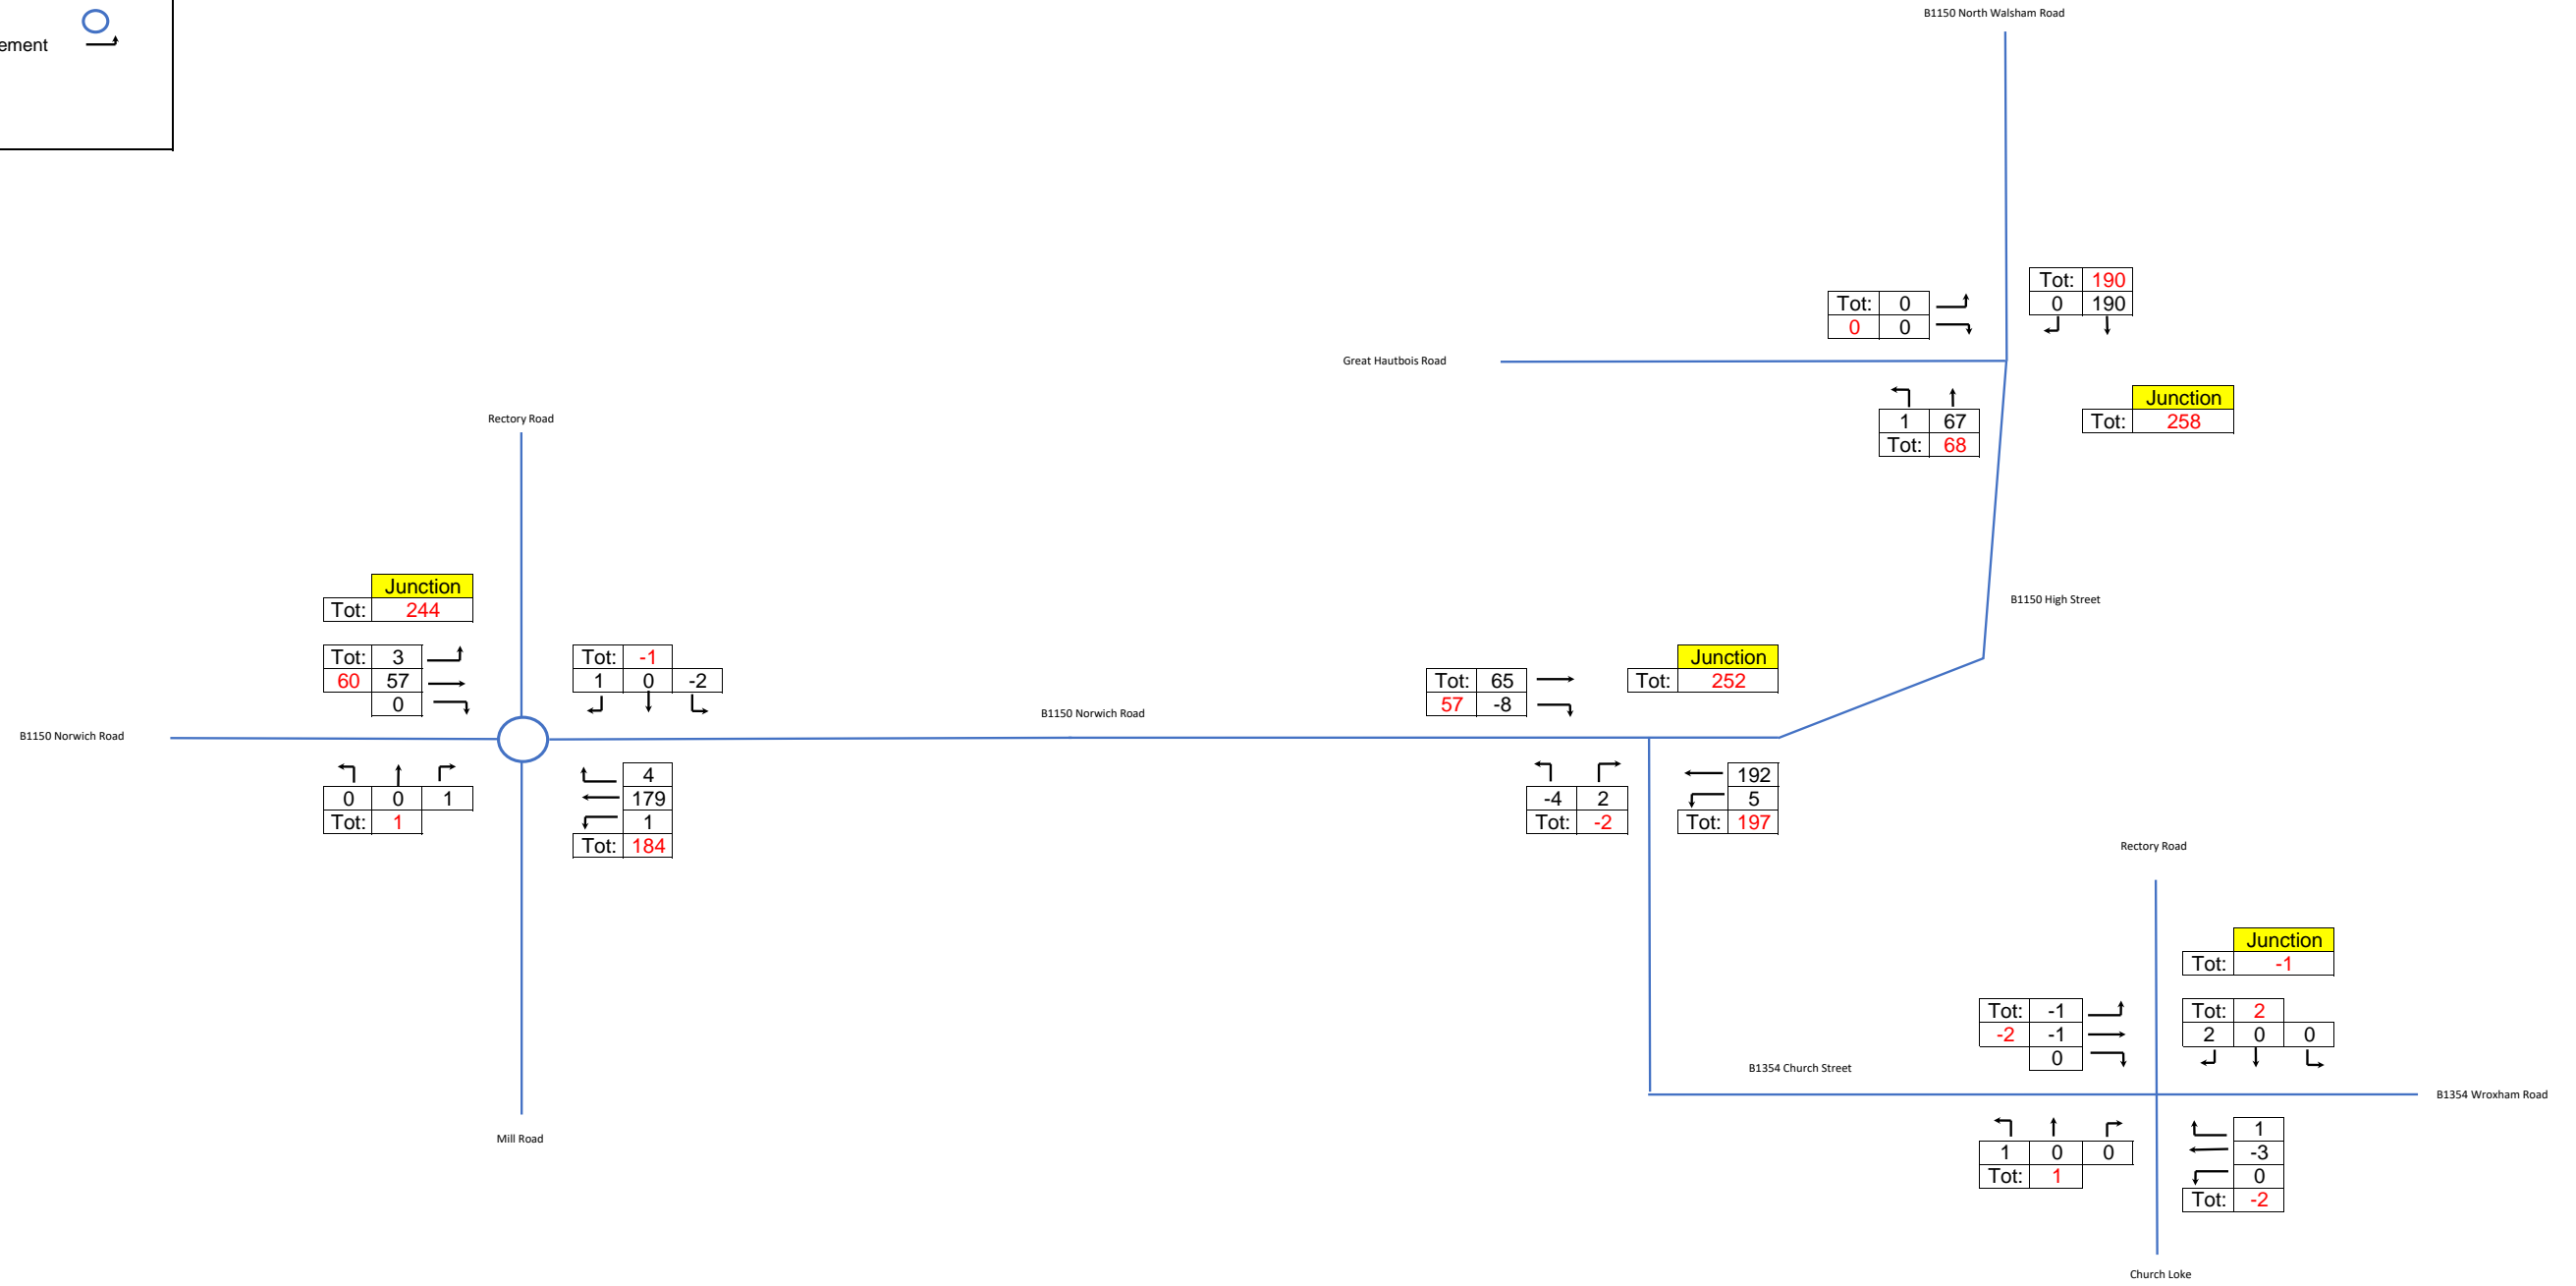 ement
B1150 North Walsham Road
Tot: 190
0 190
Tot: 0
0 0
Great Hautbois Road
1 67
Tot: 68
Junction
Tot: 258
Rectory Road
B1150 High Street
Junction
Tot: 244
Tot: 3
60 57
0
Tot: -1
1 0 -2
B1150 Norwich Road
B1150 Norwich Road
0 0 1
Tot: 1
4
179
1
Tot: 184
Tot: 65
57 -8
Junction
Tot: 252
-4 2
Tot: -2
192
5
Tot: 197
Mill Road
Rectory Road
Junction
Tot: -1
Tot: -1
-2 -1
0
Tot: 2
2 0 0
B1354 Church Street
B1354 Wroxham Road
1 0 0
Tot: 1
1
-3
0
Tot: -2
Church Loke